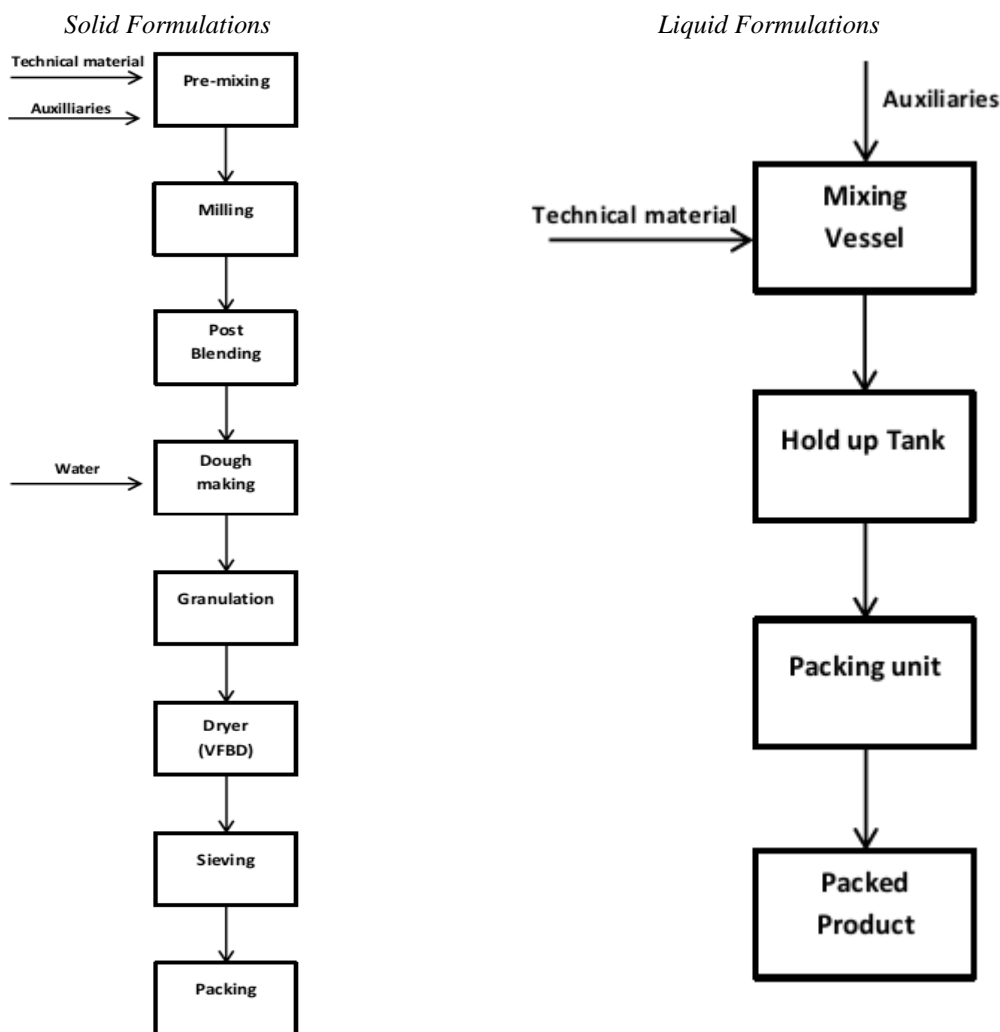 Solid Formulations
Technical material
Auxilliaries
Pre-mixing
Milling
Post
Blending
Water
Dough
making
Granulation
Dryer
(VFBD)
Sieving
Packing
Liquid Formulations
Auxiliaries
Technical material
Mixing
Vessel
Hold up Tank
Packing unit
Packed
Product